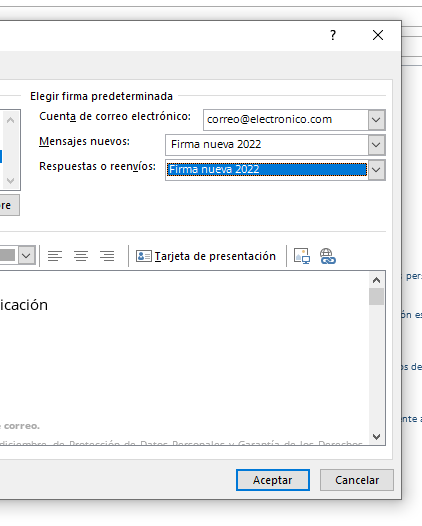 ?
Elegir firma predeterminada
Cuenta de correo electrónico:
correo@electronico.com
Mensajes nuevos:
Firma nueva 2022
Respuestas o reenvíos:
Firma nueva 2022
bre
Tarjeta de presentación
icación
correo.
diciembre, de Protección de Datos Personales y Garantía de los Derechos
Aceptar
Cancelar
s pers
ón es
os de
ente a